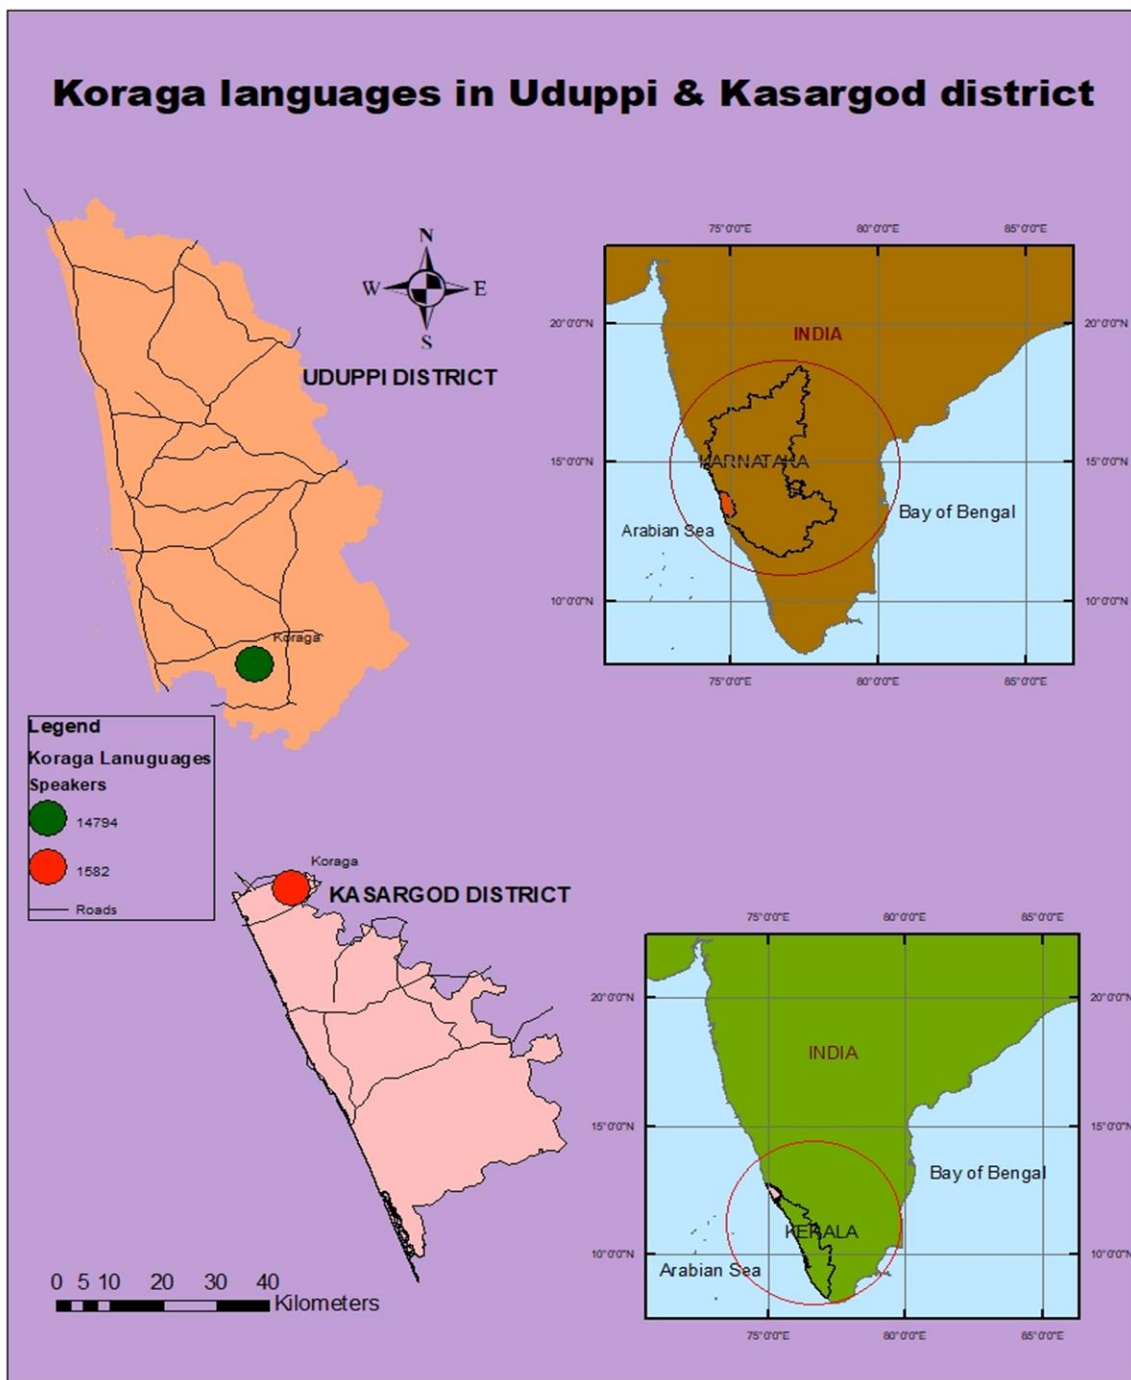 Koraga languages in Uduppi & Kasargod district
N
W E
S
UDUPPI DISTRICT
Koraga
75°0'0"E 80°0'0"E 85°0'0"E
20°0'0"N 20°0'0"N
INDIA
KARNATAKA
15°0'0"N 15°0'0"N
Arabian Sea
Bay of Bengal
10°0'0"N 10°0'0"N
75°0'0"E 80°0'0"E 85°0'0"E
Legend
Koraga Lanuguages
Speakers
14794
1582
Roads
Koraga
KASARGOD DISTRICT
0 5 10 20 30 40
Kilometers
75°0'0"E 80°0'0"E 85°0'0"E
20°0'0"N 20°0'0"N
INDIA
15°0'0"N 15°0'0"N
Bay of Bengal
KERALA
10°0'0"N 10°0'0"N
Arabian Sea
75°0'0"E 80°0'0"E 85°0'0"E